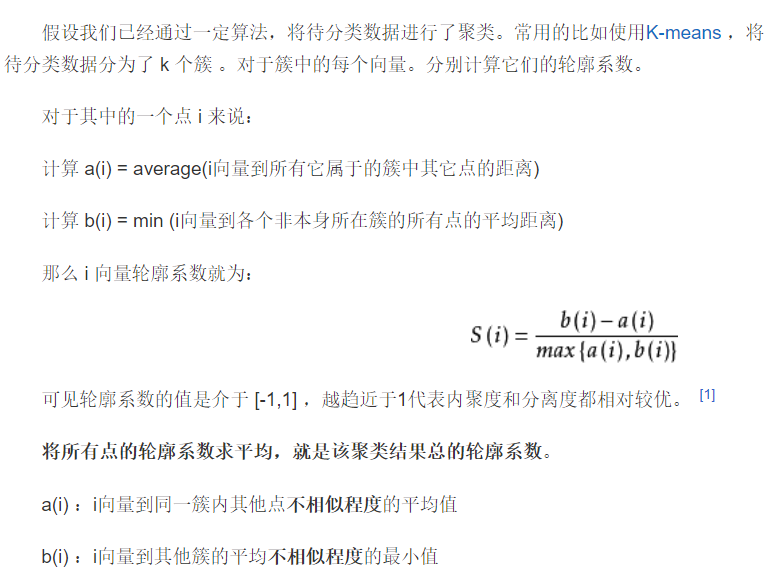 假设我们已经通过一定算法，将待分类数据进行了聚类。常用的比如使用K-means ，将
待分类数据分为了 k 个簇 。对于簇中的每个向量。分别计算它们的轮廓系数。
对于其中的一个点 i 来说：
计算 a(i) = average(i向量到所有它属于的簇中其它点的距离)
计算 b(i) = min (i向量到各个非本身所在簇的所有点的平均距离)
那么 i 向量轮廓系数就为：
S(i) = \frac{b(i) - a(i)}{max{a(i),b(i)}}
可见轮廓系数的值是介于 [-1,1] ，越趋近于1代表内聚度和分离度都相对较优。 [1]
将所有点的轮廓系数求平均，就是该聚类结果总的轮廓系数。
a(i) ：i向量到同一簇内其他点不相似程度的平均值
b(i) ：i向量到其他簇的平均不相似程度的最小值